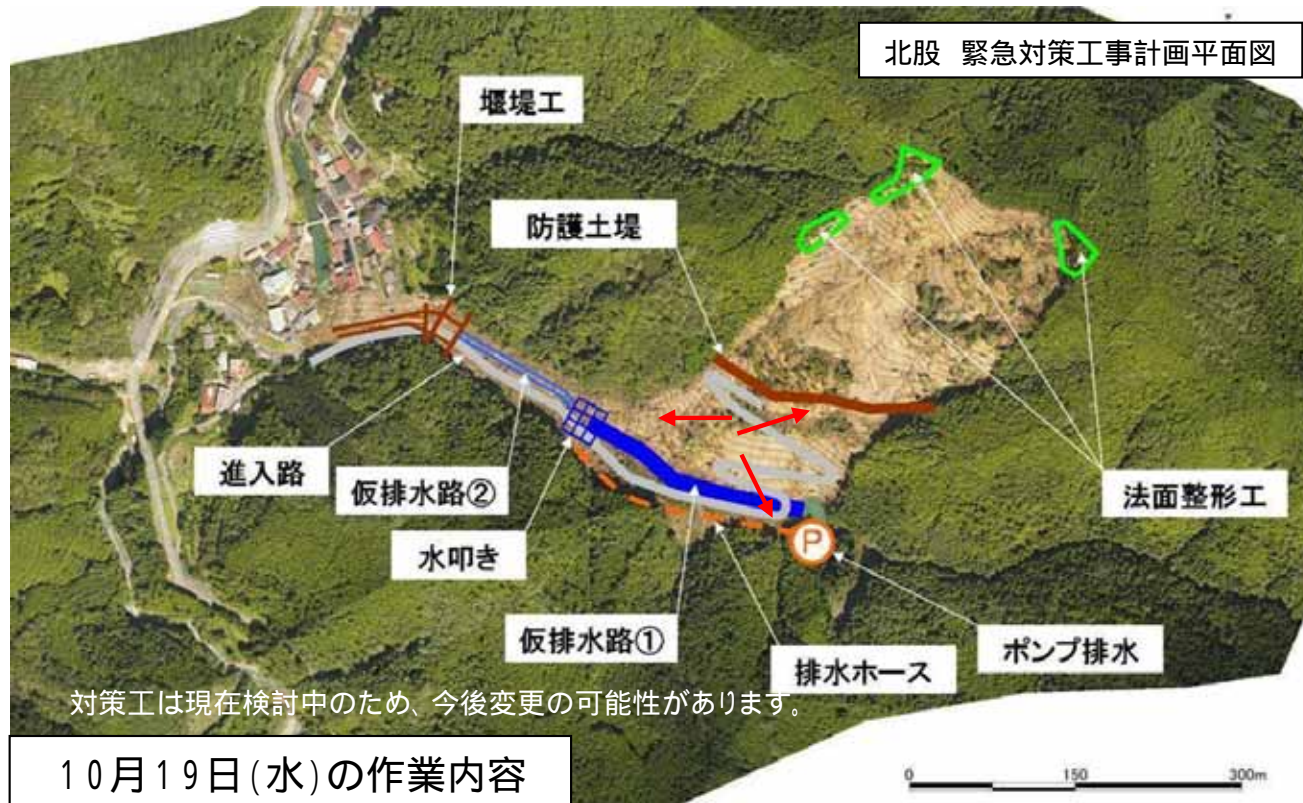 北股 緊急対策工事計画平面図
堰堤工
防護土堤
進入路
仮排水路②
水叩き
仮排水路①
法面整形工
P
ポンプ排水
排水ホース
対策工は現在検討中のため、今後変更の可能性があります。
10月19日(水)の作業内容
0 150 300m